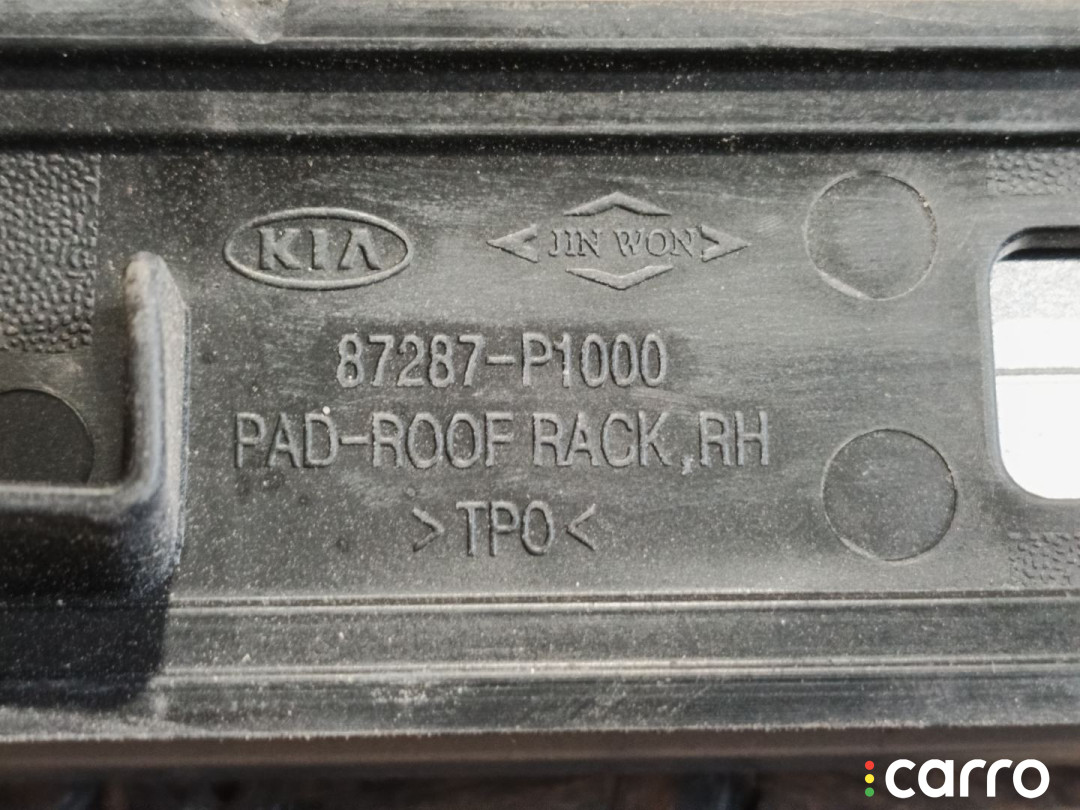 KIA JIN WON
87287-P1000
PAD-ROOF RACK,RH
>TPO<
carro